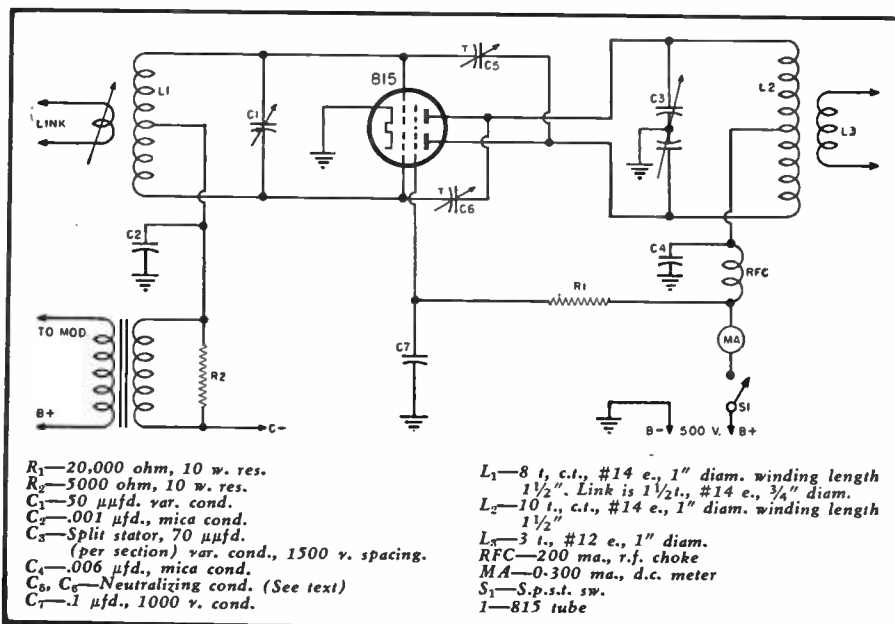 LINK
L1
C1
815
T
C5
C3
L2
L3
T
C6
C2
C4
RFC
R1
TO MOD.
R2
C7
MA
S1
B+
C-
B- 500 V. B+
R₁—20,000 ohm, 10 w. res.
R₂—5000 ohm, 10 w. res.
C₁—50 μμfd. var. cond.
C₂—.001 μfd., mica cond.
C₃—Split stator, 70 μμfd.
(per section) var. cond., 1500 v. spacing.
C₄—.006 μfd., mica cond.
C₅, C₆—Neutralizing cond. (See text)
C₇—.1 μfd., 1000 v. cond.
L₁—8 t, c.t., #14 e., 1" diam. winding length
1½". Link is 1½t., #14 e., ¾" diam.
L₂—10 t., c.t., #14 e., 1" diam. winding length
1½"
L₃—3 t., #12 e., 1" diam.
RFC—200 ma., r.f. choke
MA—0-300 ma., d.c. meter
S₁—S.p.s.t. sw.
1—815 tube